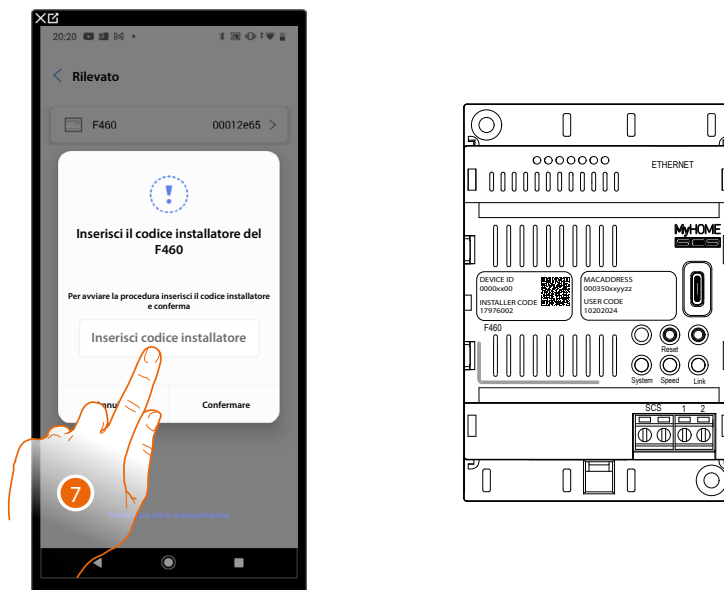 20:20
Rilevato
F460 00012e65 >
Inserisci il codice installatore del
F460
Per avviare la procedura inserisci il codice installatore
e conferma
Inserisci codice installatore
Confermare
7
manualmente
ETHERNET
MyHOME
SCS
DEVICE ID
0000xx00
INSTALLER CODE
17976002
MACADDRESS
000350xxyyzz
USER CODE
10202024
F460
Reset
System Speed Link
SCS 1 2